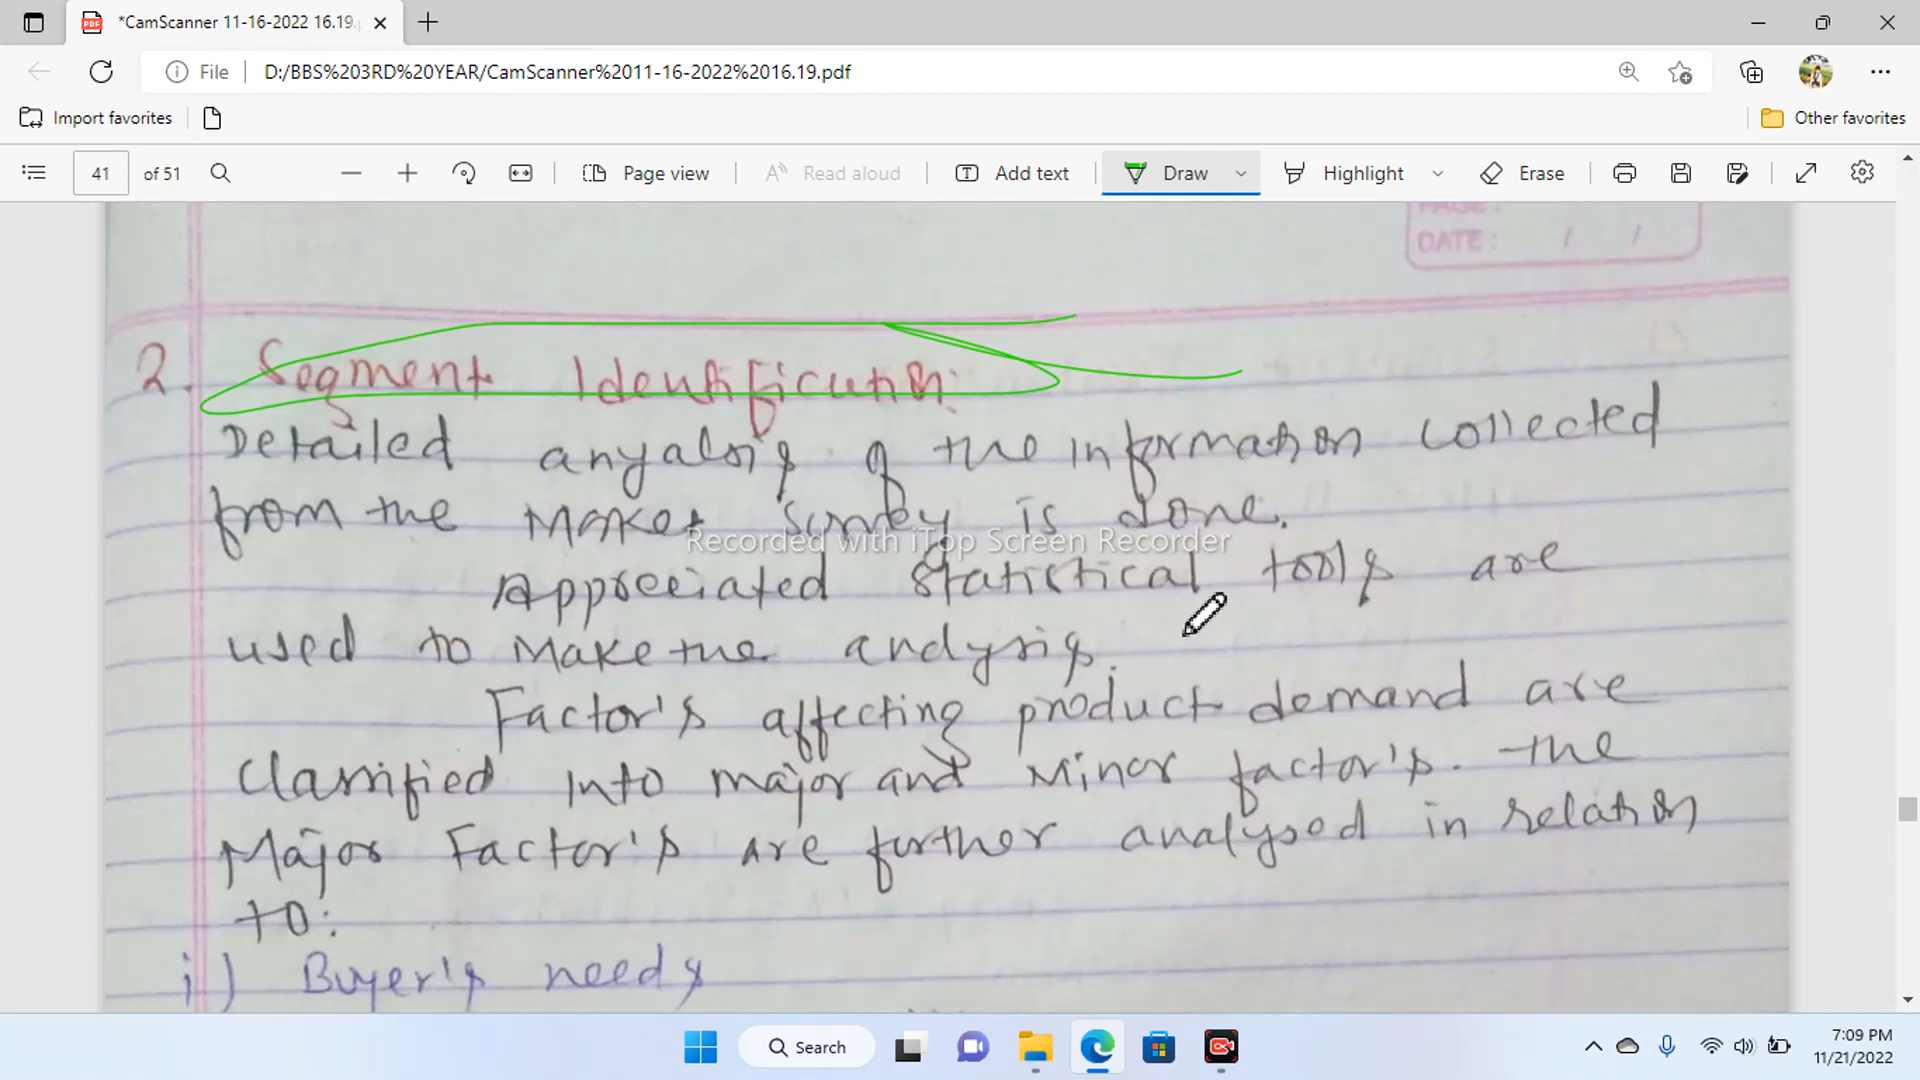 *CamScanner 11-16-2022 16.19.p
File D:/BBS%203RD%20YEAR/CamScanner%2011-16-2022%2016.19.pdf
Import favorites Other favorites
41 of 51 Page view Read aloud Add text Draw Highlight Erase
PAGE:
DATE: / /
2. Segment Identification:
Detailed anyalsis of the information collected
from the Market survey is done.
Recorded with iTop Screen Recorder
Appreciated statistical tools are
used to Make the analysis.
Factor's affecting product demand are
Classified into major and Minor factor's. The
Major Factor's are further analysed in relation
to:
i) Buyer's needs
Search
7:09 PM
11/21/2022